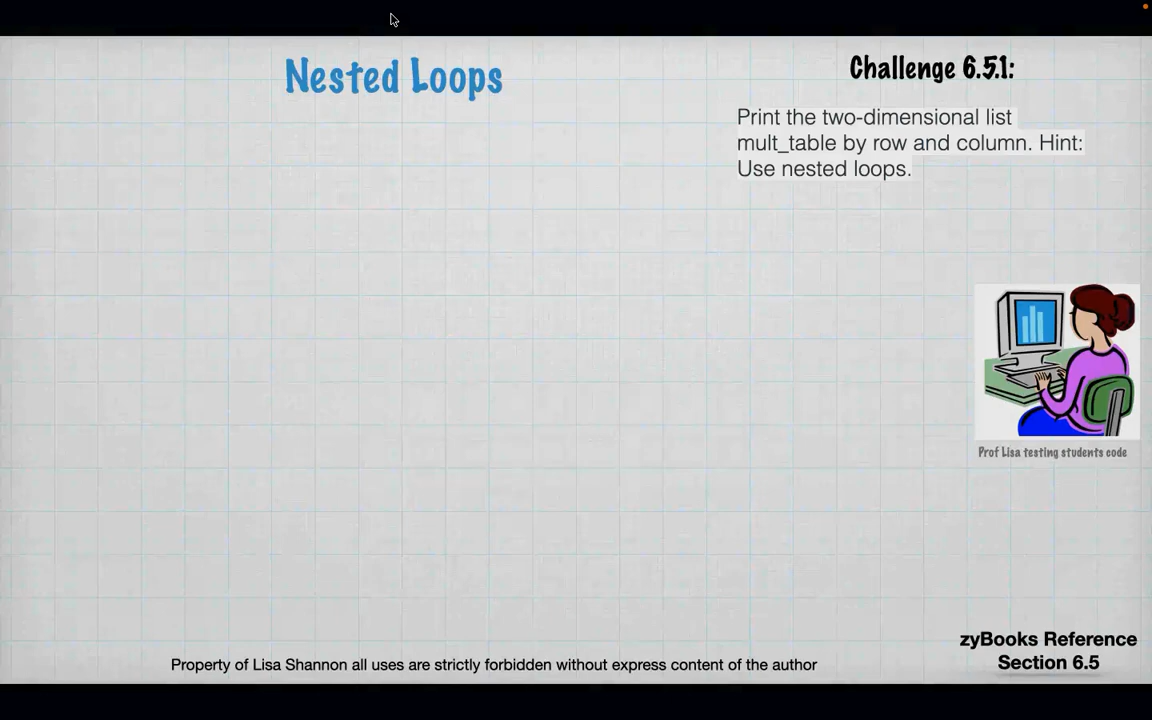 Nested Loops
Challenge 6.5.1:
Print the two-dimensional list
mult_table by row and column. Hint:
Use nested loops.
Prof Lisa testing students code
zyBooks Reference
Section 6.5
Property of Lisa Shannon all uses are strictly forbidden without express content of the author